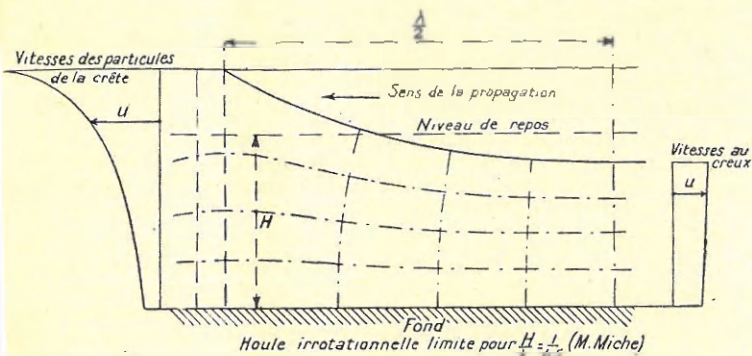 λ/2
Vitesses des particules
de la crête
Sens de la propagation
Niveau de repos
Vitesses au
creux
u
u
H
Fond
Houle irrotationnelle limite pour H = (M. Miche)